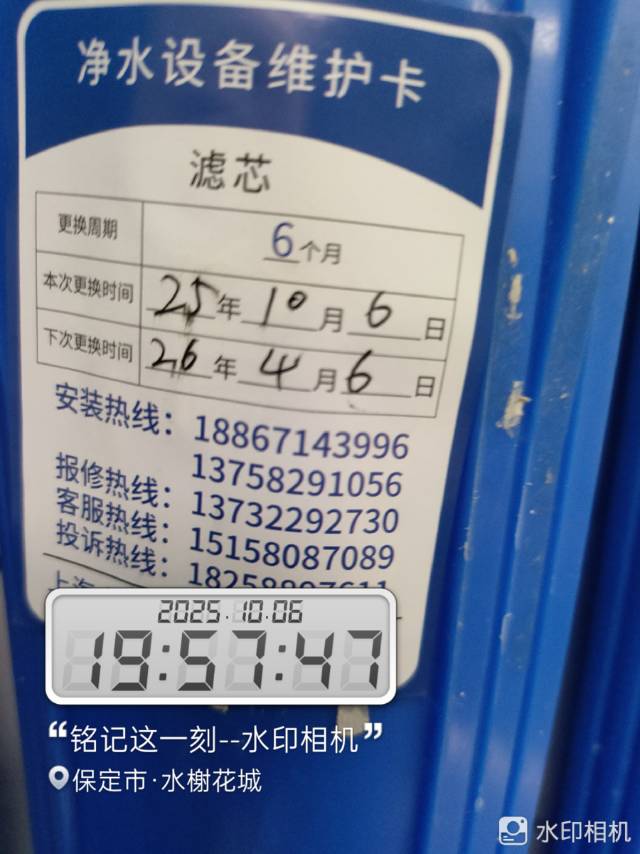 净水设备维护卡
滤芯
更换周期 6个月
本次更换时间 25年10月6日
下次更换时间 26年4月6日
安装热线：18867143996
13758291056
报修热线：13732292730
客服热线：15158087089
投诉热线：18258807611
上海
2025.10.06
19:57:47
“铭记这一刻--水印相机”
保定市·水榭花城
水印相机